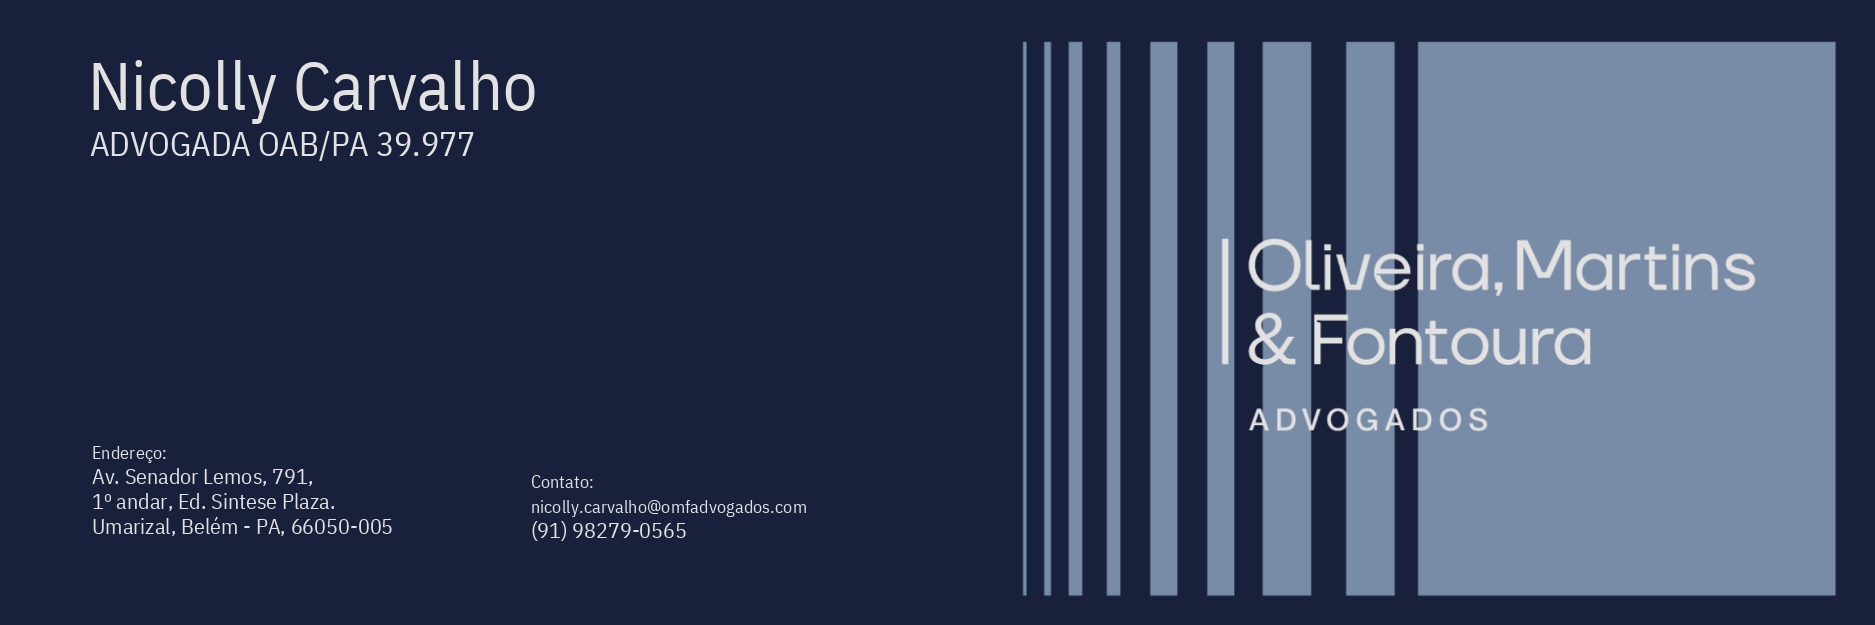 Nicolly Carvalho
ADVOGADA OAB/PA 39.977
Endereço:
Av. Senador Lemos, 791,
1º andar, Ed. Sintese Plaza.
Umarizal, Belém - PA, 66050-005
Contato:
nicolly.carvalho@omfadvogados.com
(91) 98279-0565
Oliveira, Martins
& Fontoura
ADVOGADOS